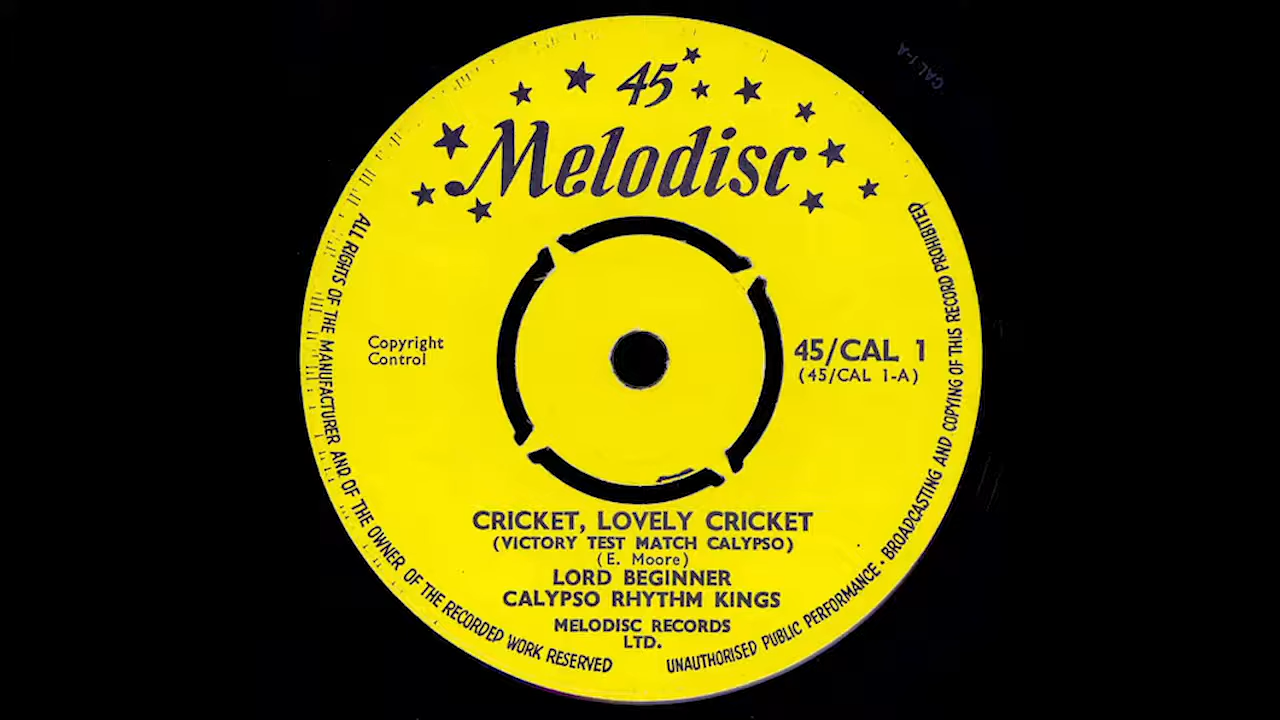 45
Melodisc
Copyright
Control
45/CAL 1
(45/CAL 1-A)
CRICKET, LOVELY CRICKET
(VICTORY TEST MATCH CALYPSO)
(E. Moore)
LORD BEGINNER
CALYPSO RHYTHM KINGS
MELODISC RECORDS
LTD.
ALL RIGHTS OF THE MANUFACTURER AND OF THE OWNER OF THE RECORDED WORK RESERVED
UNAUTHORISED PUBLIC PERFORMANCE • BROADCASTING AND COPYING OF THIS RECORD PROHIBITED
CAL 1-A